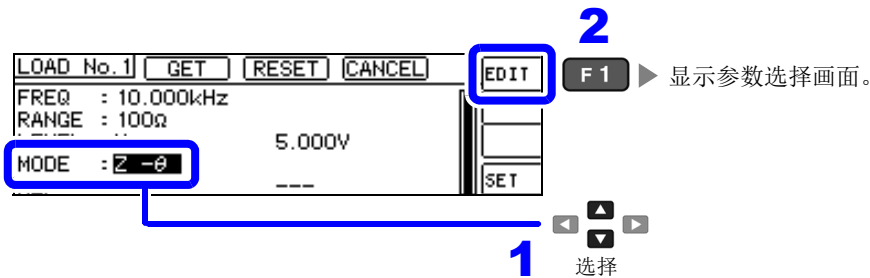 2
LOAD No.1 GET RESET CANCEL EDIT F1 显示参数选择画面。
FREQ : 10.000kHz
RANGE : 100Ω
5.000V
MODE : Z -θ
--- SET
1 选择